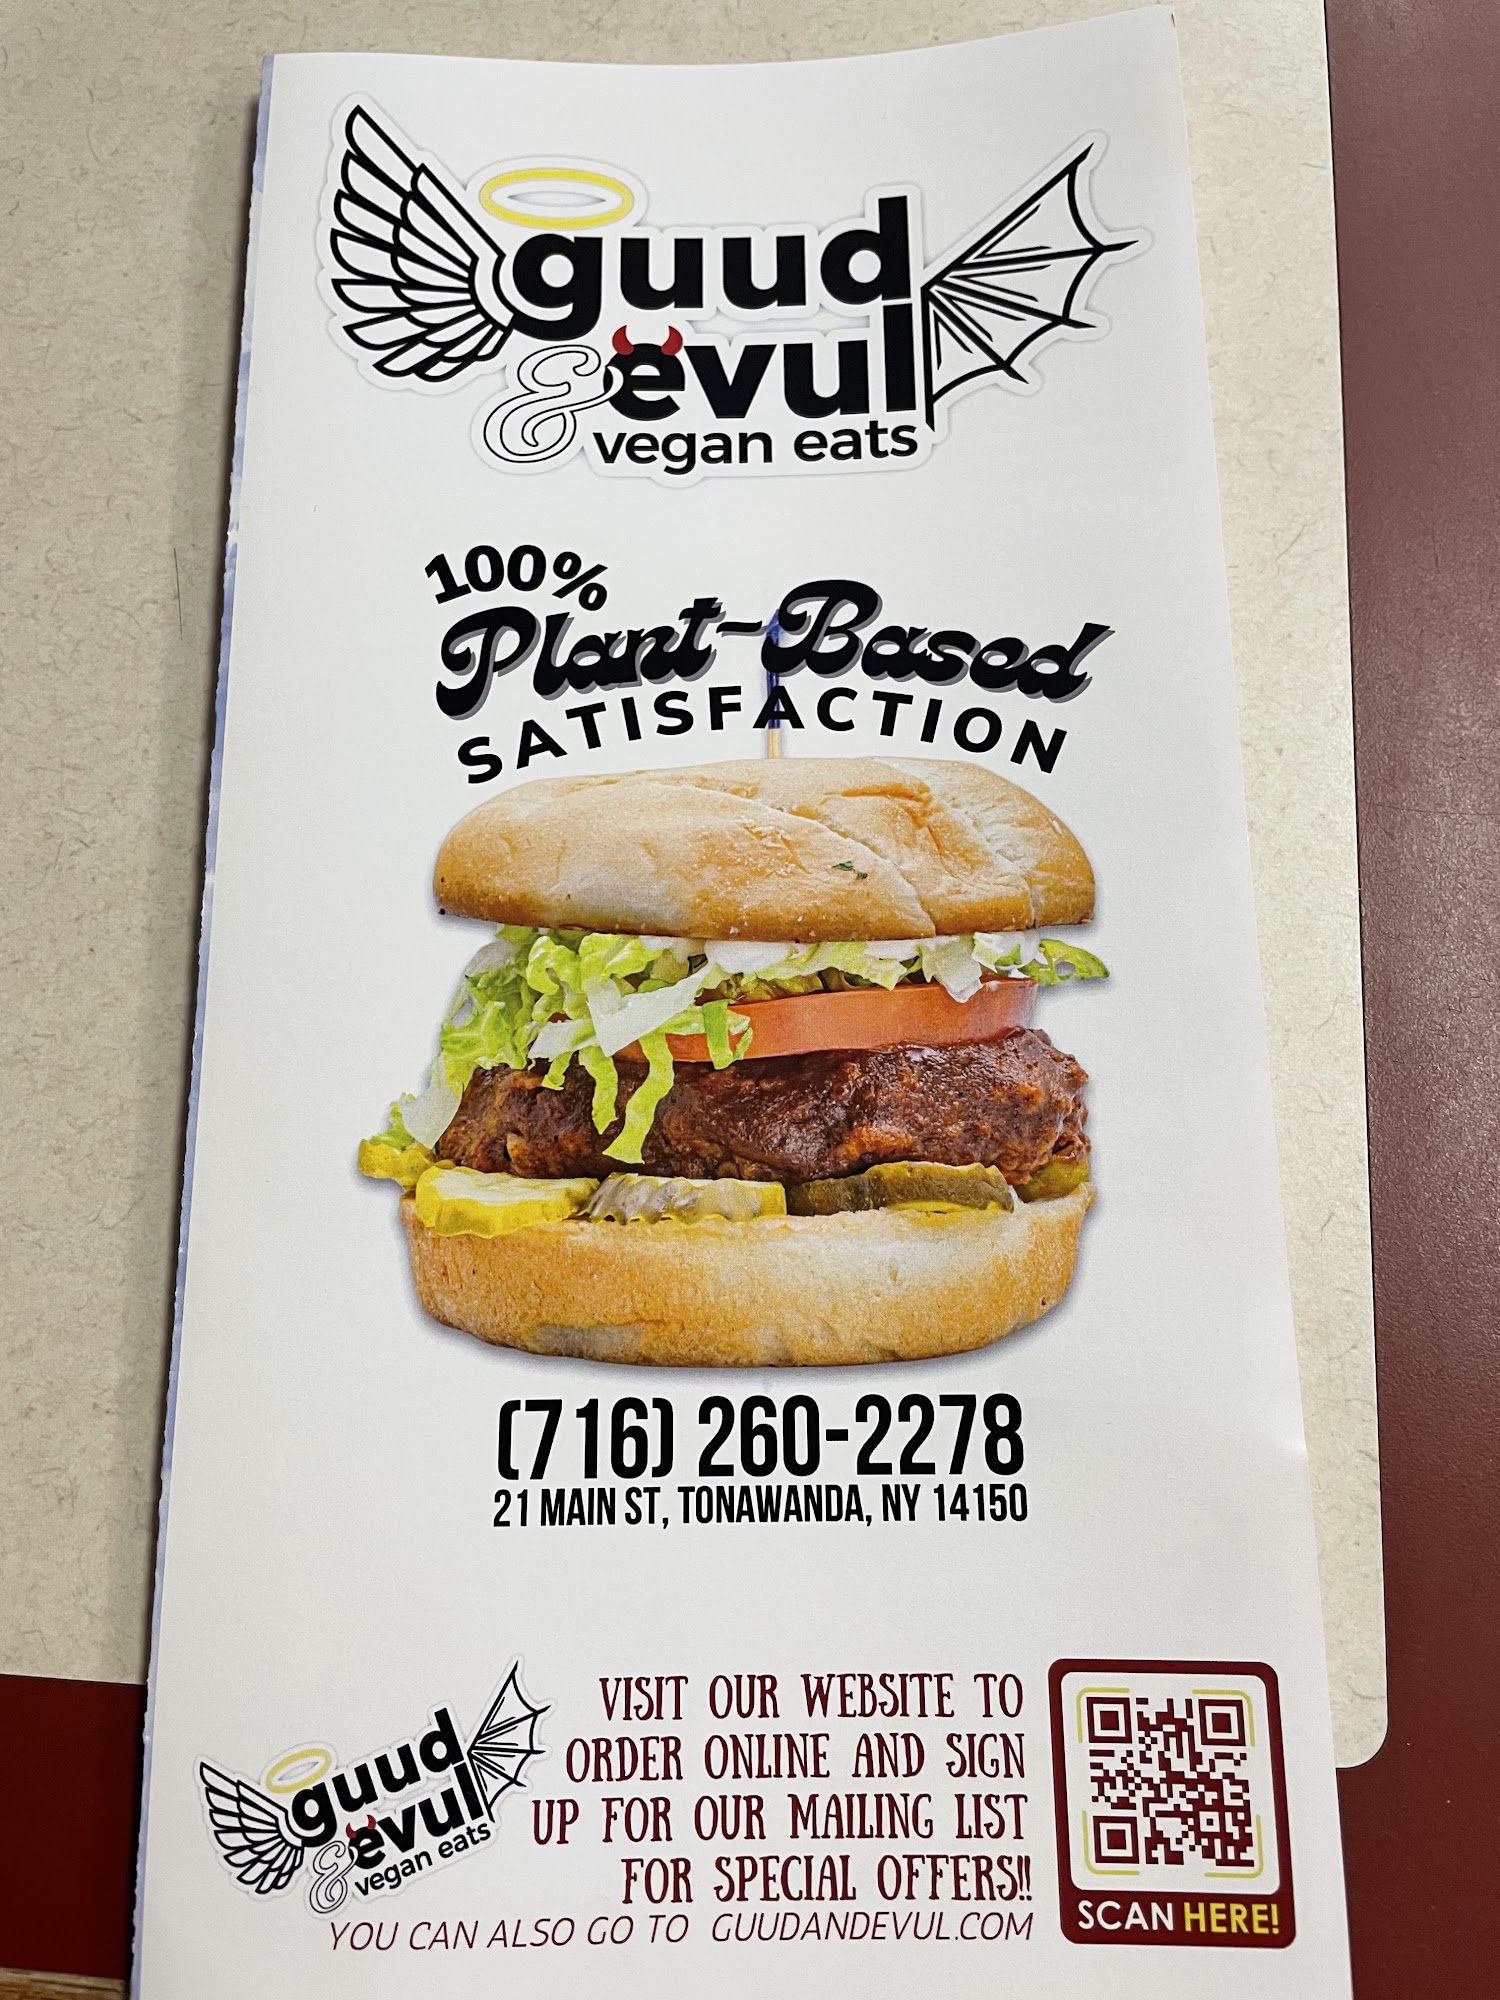 guud
& evul
vegan eats
100%
Plant-Based
SATISFACTION
(716) 260-2278
21 MAIN ST, TONAWANDA, NY 14150
guud
& evul
vegan eats
VISIT OUR WEBSITE TO
ORDER ONLINE AND SIGN
UP FOR OUR MAILING LIST
FOR SPECIAL OFFERS!!
YOU CAN ALSO GO TO GUUDANDEVUL.COM
SCAN HERE!